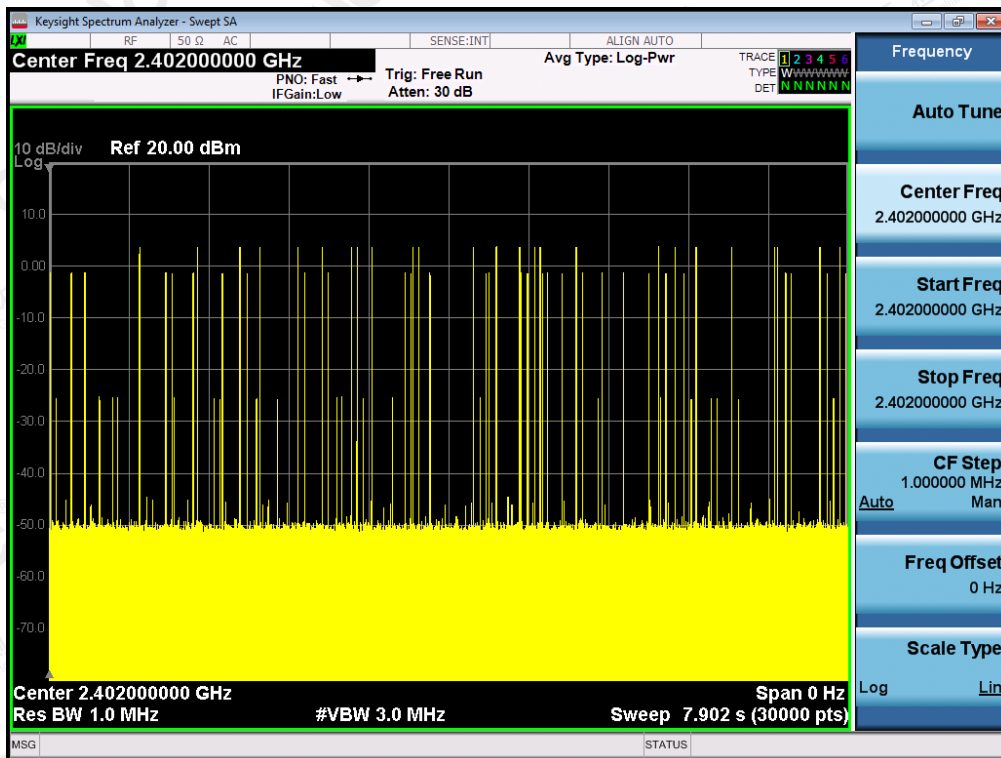 Keysight Spectrum Analyzer - Swept SA
LXI RF 50 Ω AC SENSE:INT ALIGN AUTO
Center Freq 2.402000000 GHz
PNO: Fast
IFGain:Low
Trig: Free Run
Atten: 30 dB
Avg Type: Log-Pwr
TRACE 1 2 3 4 5 6
TYPE W
DET N N N N N N
10 dB/div Ref 20.00 dBm
Log
10.0
0.00
-10.0
-20.0
-30.0
-40.0
-50.0
-60.0
-70.0
Center 2.402000000 GHz Span 0 Hz
Res BW 1.0 MHz #VBW 3.0 MHz Sweep 7.902 s (30000 pts)
MSG STATUS
Frequency
Auto Tune
Center Freq
2.402000000 GHz
Start Freq
2.402000000 GHz
Stop Freq
2.402000000 GHz
CF Step
1.000000 MHz
Auto Man
Freq Offset
0 Hz
Scale Type
Log Lin